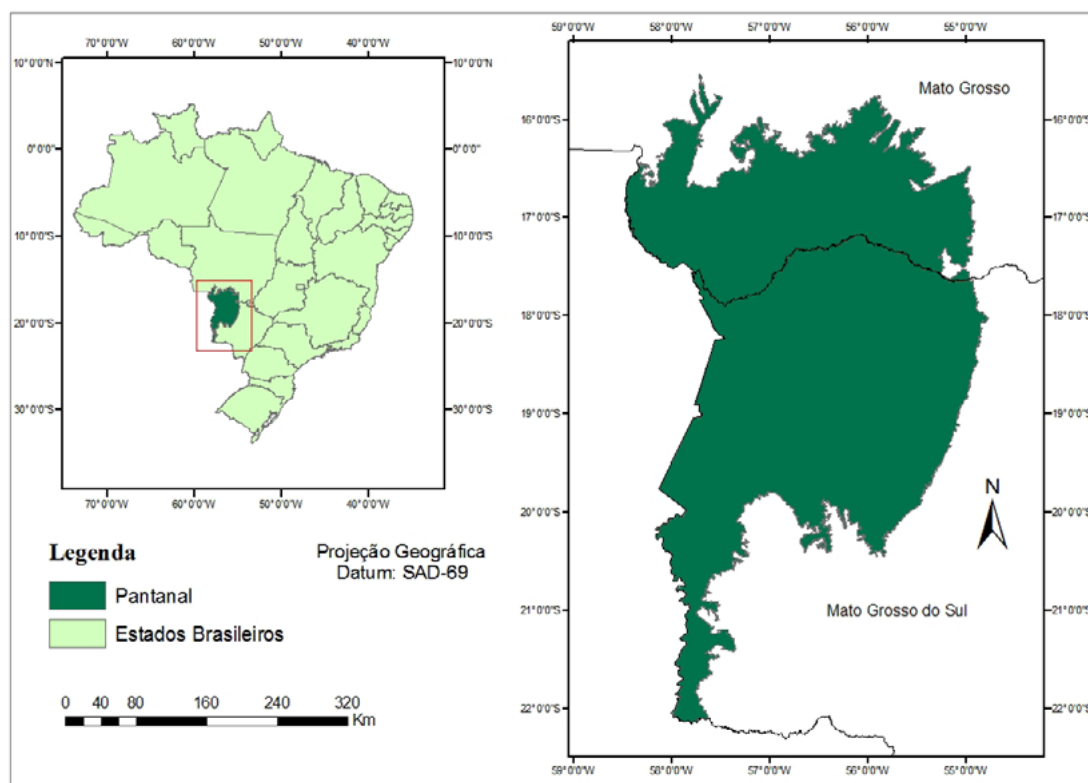 70°0'0"W 60°0'0"W 50°0'0"W 40°0'0"W
10°0'0"N 10°0'0"N
0°0'0" 0°0'0"
10°0'0"S 10°0'0"S
20°0'0"S 20°0'0"S
30°0'0"S 30°0'0"S
70°0'0"W 60°0'0"W 50°0'0"W 40°0'0"W
Legenda
Pantanal
Estados Brasileiros
Projeção Geográfica
Datum: SAD-69
0 40 80 160 240 320
Km
59°0'0"W 58°0'0"W 57°0'0"W 56°0'0"W 55°0'0"W
Mato Grosso
16°0'0"S 16°0'0"S
17°0'0"S 17°0'0"S
18°0'0"S 18°0'0"S
19°0'0"S 19°0'0"S
N
20°0'0"S 20°0'0"S
21°0'0"S 21°0'0"S
Mato Grosso do Sul
22°0'0"S 22°0'0"S
59°0'0"W 58°0'0"W 57°0'0"W 56°0'0"W 55°0'0"W